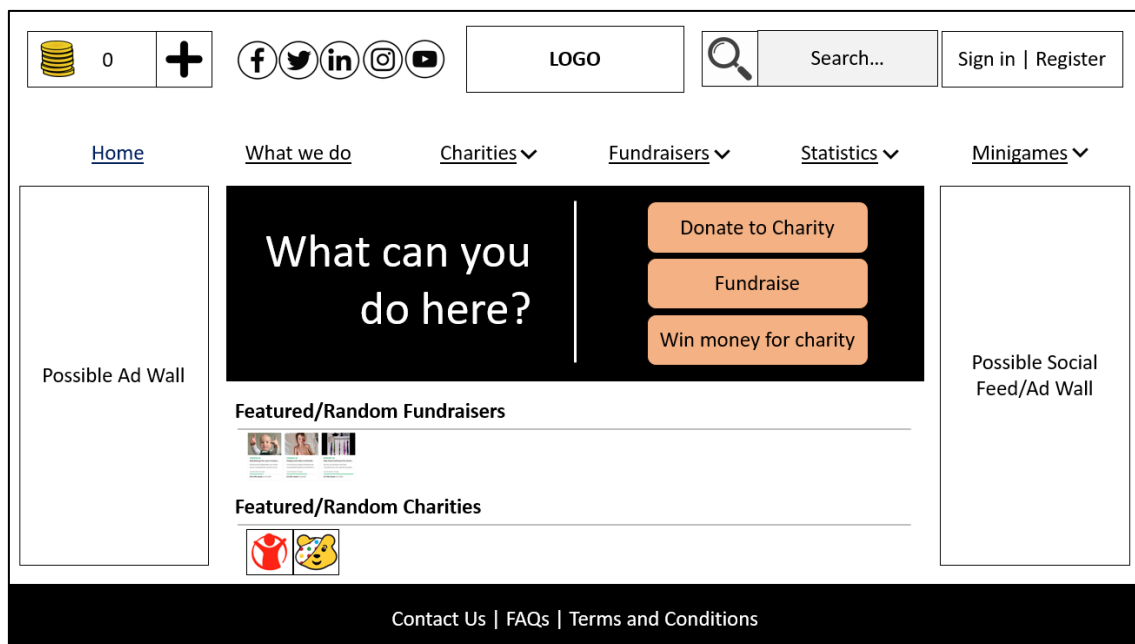 0
LOGO
Search...
Sign in | Register
Home
What we do
Charities
Fundraisers
Statistics
Minigames
Possible Ad Wall
What can you
do here?
Donate to Charity
Fundraise
Win money for charity
Possible Social
Feed/Ad Wall
Featured/Random Fundraisers
Featured/Random Charities
Contact Us | FAQs | Terms and Conditions